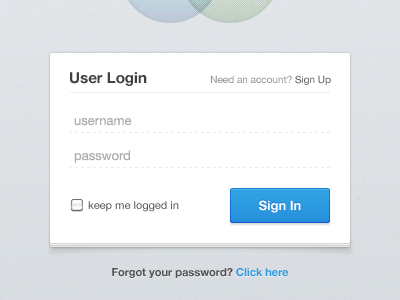 User Login
Need an account? Sign Up
username
password
keep me logged in
Sign In
Forgot your password? Click here